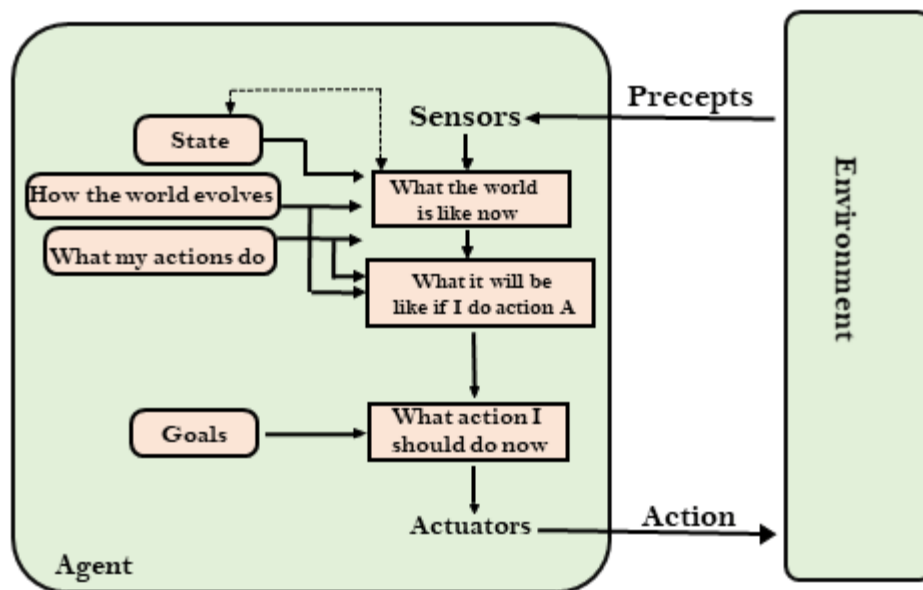 Precepts
Sensors
State
What the world
is like now
How the world evolves
What my actions do
What it will be
like if I do action A
Environment
Goals
What action I
should do now
Actuators
Action
Agent